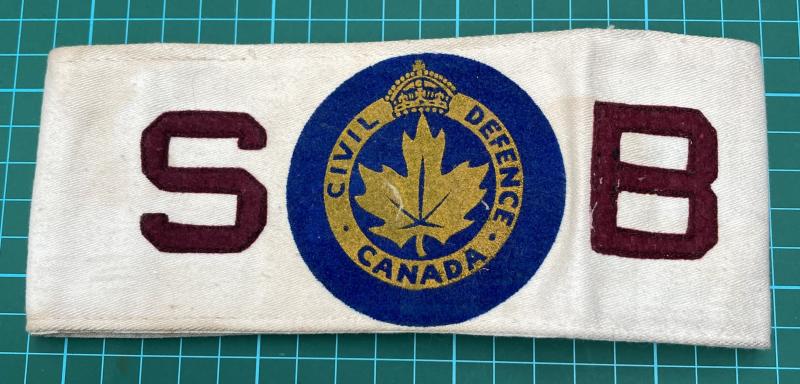 S B
CIVIL DEFENCE
· CANADA ·